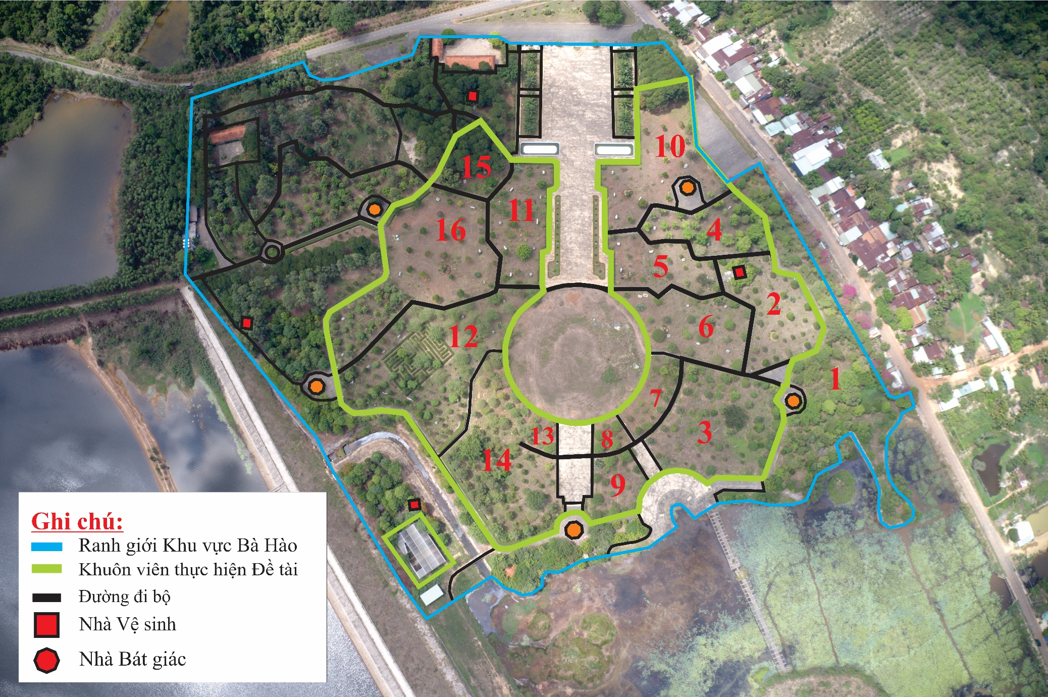 10
15
11
4
16
5
2
6
12
1
7
3
13
8
14
9
Ghi chú:
Ranh giới Khu vực Bà Hào
Khuôn viên thực hiện Đề tài
Đường đi bộ
Nhà Vệ sinh
Nhà Bát giác